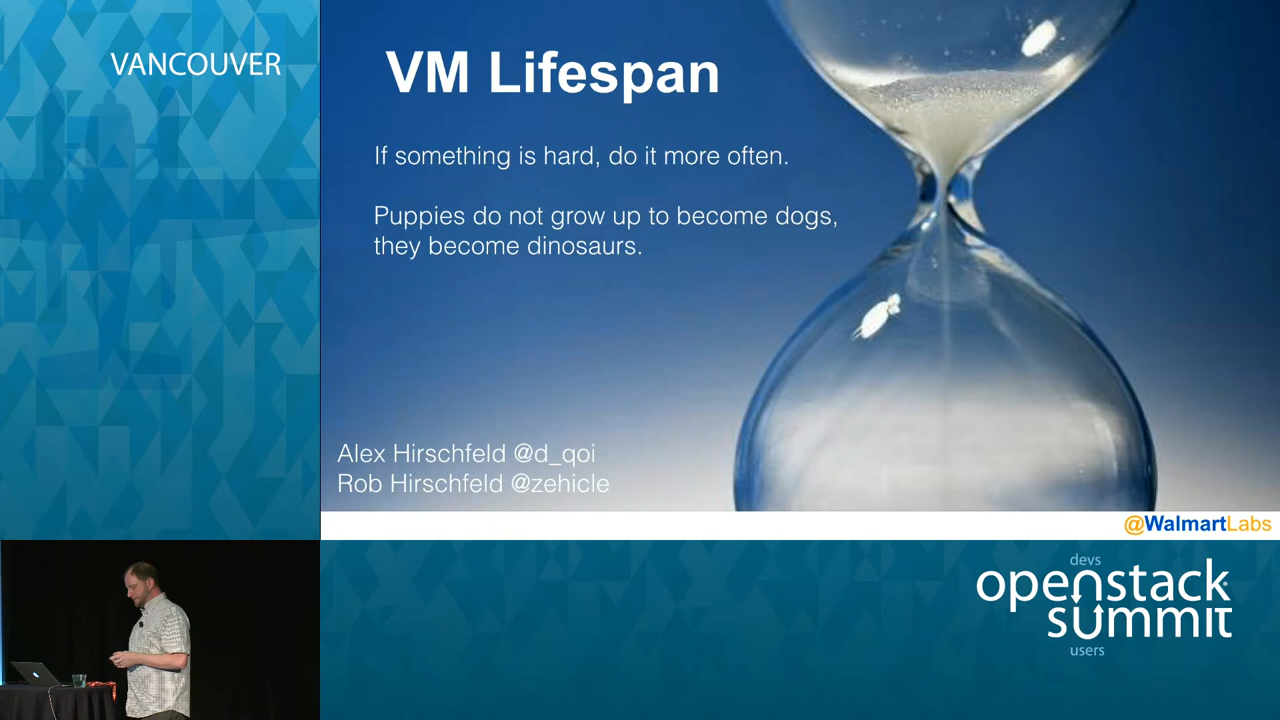 VANCOUVER
VM Lifespan
If something is hard, do it more often.
Puppies do not grow up to become dogs,
they become dinosaurs.
Alex Hirschfeld @d_qoi
Rob Hirschfeld @zehicle
@WalmartLabs
devs
openstack
summit
users